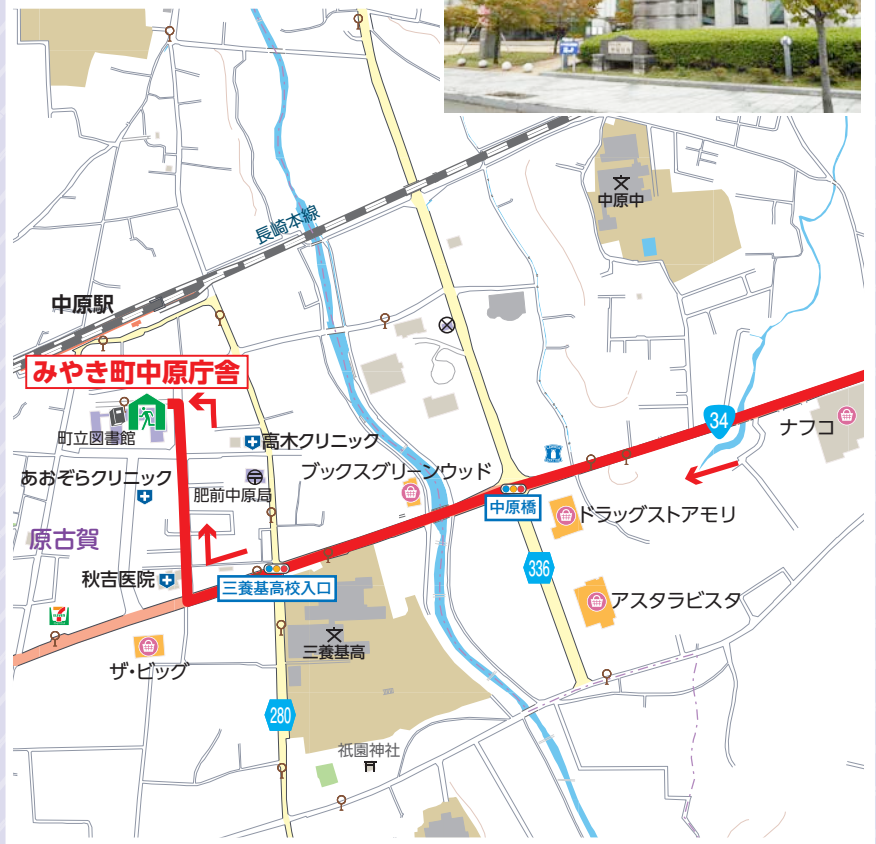 中原中
長崎本線
中原駅
みやき町中原庁舎
34
ナフコ
町立図書館
高木クリニック
ブックスグリーンウッド
あおぞらクリニック
肥前中原局
中原橋
ドラッグストアモリ
原古賀
336
秋吉医院
三養基高校入口
アスタラビスタ
三養基高
ザ・ビッグ
280
祇園神社